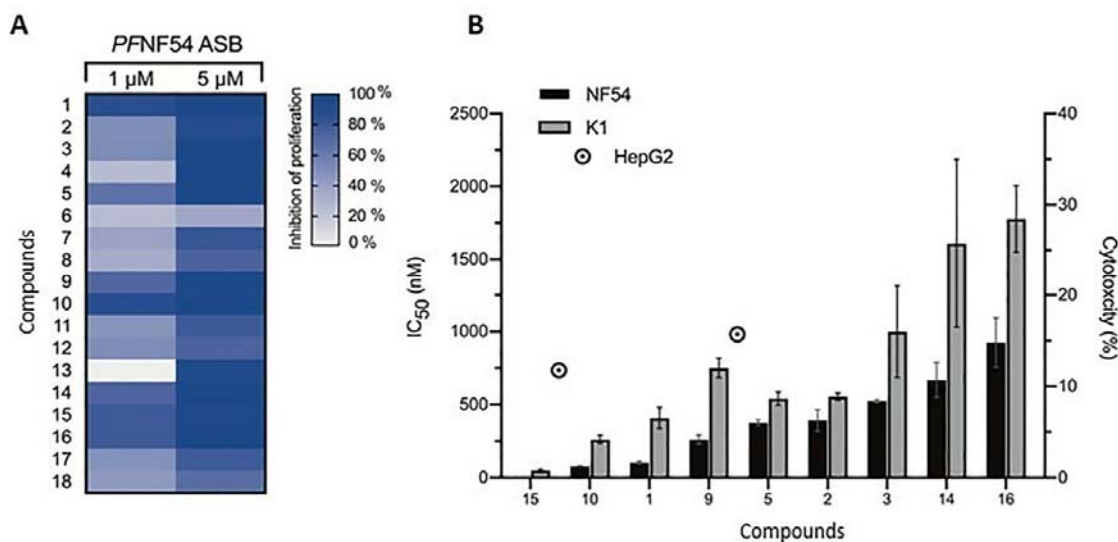 A
PFNF54 ASB
1 µM 5 µM
Compounds
1
2
3
4
5
6
7
8
9
10
11
12
13
14
15
16
17
18
Inhibition of proliferation
100 %
80 %
60 %
40 %
20 %
0 %
B
NF54
K1
HepG2
IC50 (nM)
2500
2000
1500
1000
500
0
40
30
20
10
0
Cytotoxcity (%)
15 10 1 9 5 2 3 14 16
Compounds